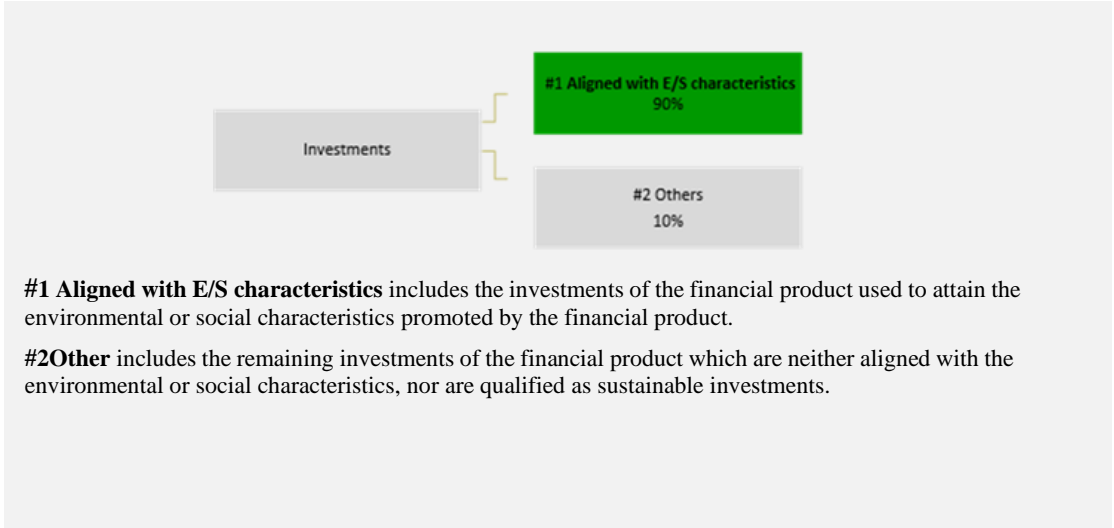 #1 Aligned with E/S characteristics
90%
Investments
#2 Others
10%
#1 Aligned with E/S characteristics includes the investments of the financial product used to attain the
environmental or social characteristics promoted by the financial product.
#2Other includes the remaining investments of the financial product which are neither aligned with the
environmental or social characteristics, nor are qualified as sustainable investments.